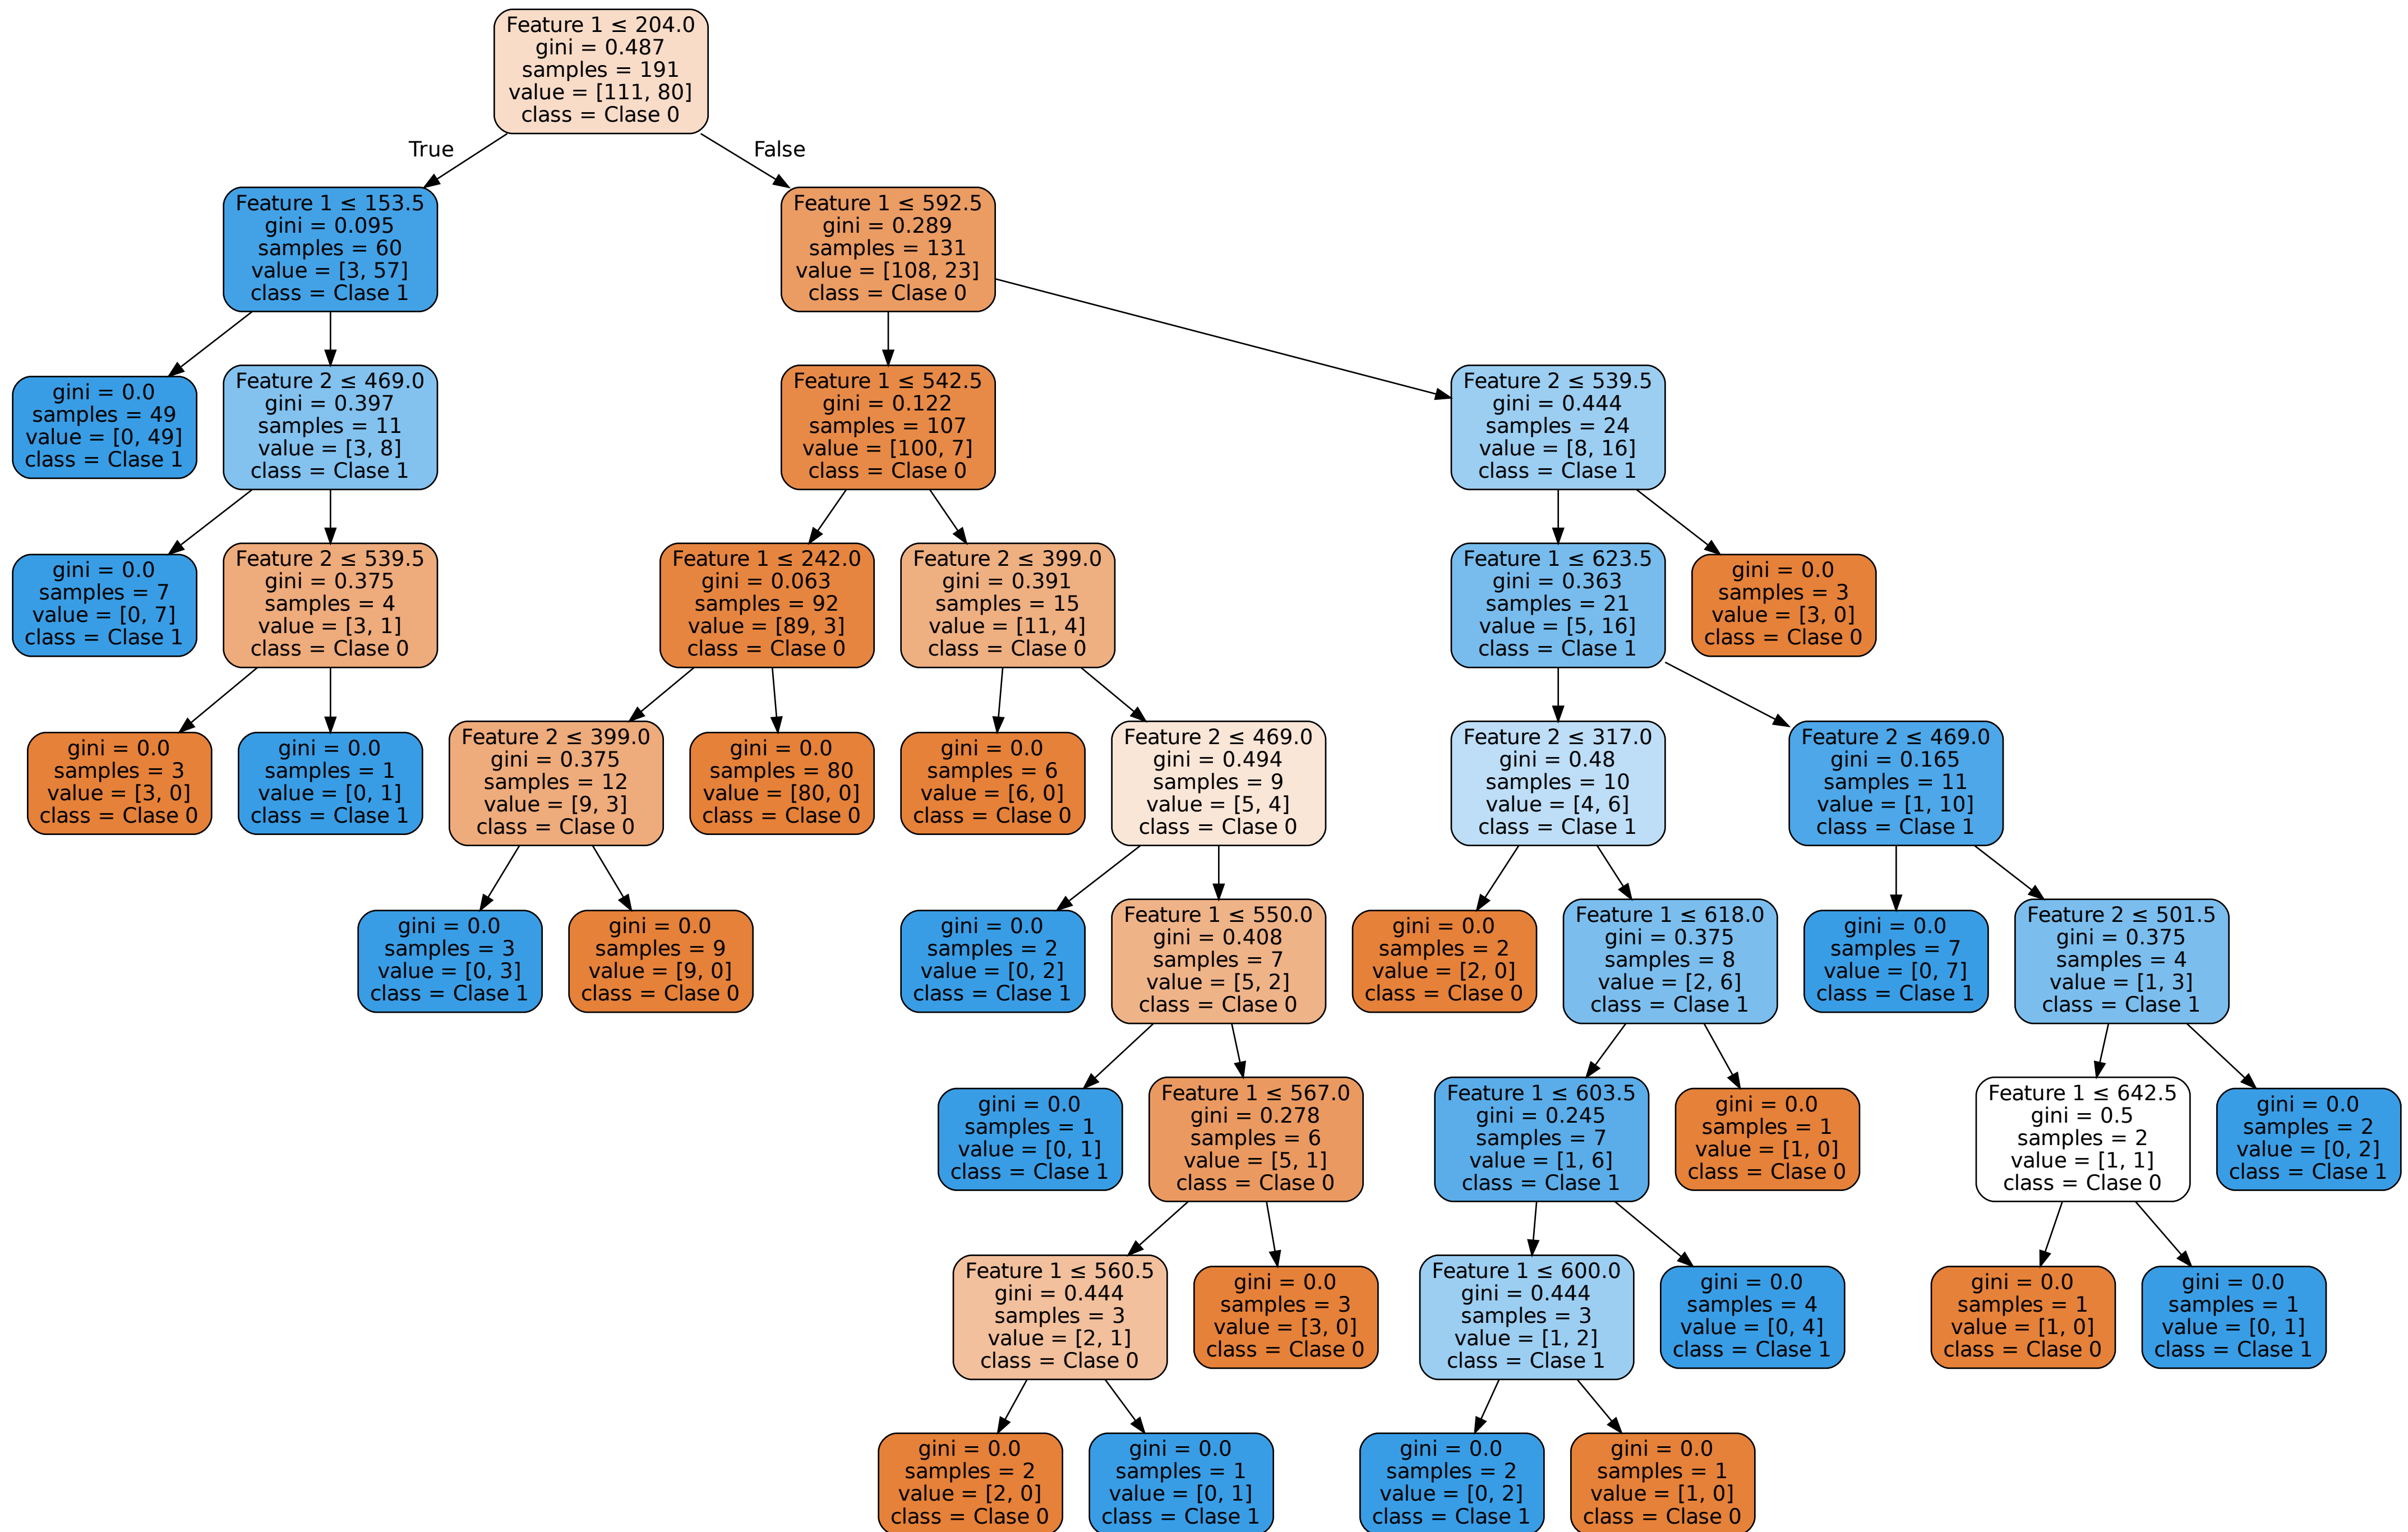 Feature 1 ≤ 204.0
gini = 0.487
samples = 191
value = [111, 80]
class = Clase 0
True
False
Feature 1 ≤ 153.5
gini = 0.095
samples = 60
value = [3, 57]
class = Clase 1
Feature 1 ≤ 592.5
gini = 0.289
samples = 131
value = [108, 23]
class = Clase 0
gini = 0.0
samples = 49
value = [0, 49]
class = Clase 1
Feature 2 ≤ 469.0
gini = 0.397
samples = 11
value = [3, 8]
class = Clase 1
Feature 1 ≤ 542.5
gini = 0.122
samples = 107
value = [100, 7]
class = Clase 0
Feature 2 ≤ 539.5
gini = 0.444
samples = 24
value = [8, 16]
class = Clase 1
gini = 0.0
samples = 7
value = [0, 7]
class = Clase 1
Feature 2 ≤ 539.5
gini = 0.375
samples = 4
value = [3, 1]
class = Clase 0
Feature 1 ≤ 242.0
gini = 0.063
samples = 92
value = [89, 3]
class = Clase 0
Feature 2 ≤ 399.0
gini = 0.391
samples = 15
value = [11, 4]
class = Clase 0
Feature 1 ≤ 623.5
gini = 0.363
samples = 21
value = [5, 16]
class = Clase 1
gini = 0.0
samples = 3
value = [3, 0]
class = Clase 0
gini = 0.0
samples = 3
value = [3, 0]
class = Clase 0
gini = 0.0
samples = 1
value = [0, 1]
class = Clase 1
Feature 2 ≤ 399.0
gini = 0.375
samples = 12
value = [9, 3]
class = Clase 0
gini = 0.0
samples = 80
value = [80, 0]
class = Clase 0
gini = 0.0
samples = 6
value = [6, 0]
class = Clase 0
Feature 2 ≤ 469.0
gini = 0.494
samples = 9
value = [5, 4]
class = Clase 0
Feature 2 ≤ 317.0
gini = 0.48
samples = 10
value = [4, 6]
class = Clase 1
Feature 2 ≤ 469.0
gini = 0.165
samples = 11
value = [1, 10]
class = Clase 1
gini = 0.0
samples = 3
value = [0, 3]
class = Clase 1
gini = 0.0
samples = 9
value = [9, 0]
class = Clase 0
gini = 0.0
samples = 2
value = [0, 2]
class = Clase 1
Feature 1 ≤ 550.0
gini = 0.408
samples = 7
value = [5, 2]
class = Clase 0
gini = 0.0
samples = 2
value = [2, 0]
class = Clase 0
Feature 1 ≤ 618.0
gini = 0.375
samples = 8
value = [2, 6]
class = Clase 1
gini = 0.0
samples = 7
value = [0, 7]
class = Clase 1
Feature 2 ≤ 501.5
gini = 0.375
samples = 4
value = [1, 3]
class = Clase 1
gini = 0.0
samples = 1
value = [0, 1]
class = Clase 1
Feature 1 ≤ 567.0
gini = 0.278
samples = 6
value = [5, 1]
class = Clase 0
Feature 1 ≤ 603.5
gini = 0.245
samples = 7
value = [1, 6]
class = Clase 1
gini = 0.0
samples = 1
value = [1, 0]
class = Clase 0
Feature 1 ≤ 642.5
gini = 0.5
samples = 2
value = [1, 1]
class = Clase 0
gini = 0.0
samples = 2
value = [0, 2]
class = Clase 1
Feature 1 ≤ 560.5
gini = 0.444
samples = 3
value = [2, 1]
class = Clase 0
gini = 0.0
samples = 3
value = [3, 0]
class = Clase 0
Feature 1 ≤ 600.0
gini = 0.444
samples = 3
value = [1, 2]
class = Clase 1
gini = 0.0
samples = 4
value = [0, 4]
class = Clase 1
gini = 0.0
samples = 1
value = [1, 0]
class = Clase 0
gini = 0.0
samples = 1
value = [0, 1]
class = Clase 1
gini = 0.0
samples = 2
value = [2, 0]
class = Clase 0
gini = 0.0
samples = 1
value = [0, 1]
class = Clase 1
gini = 0.0
samples = 2
value = [0, 2]
class = Clase 1
gini = 0.0
samples = 1
value = [1, 0]
class = Clase 0